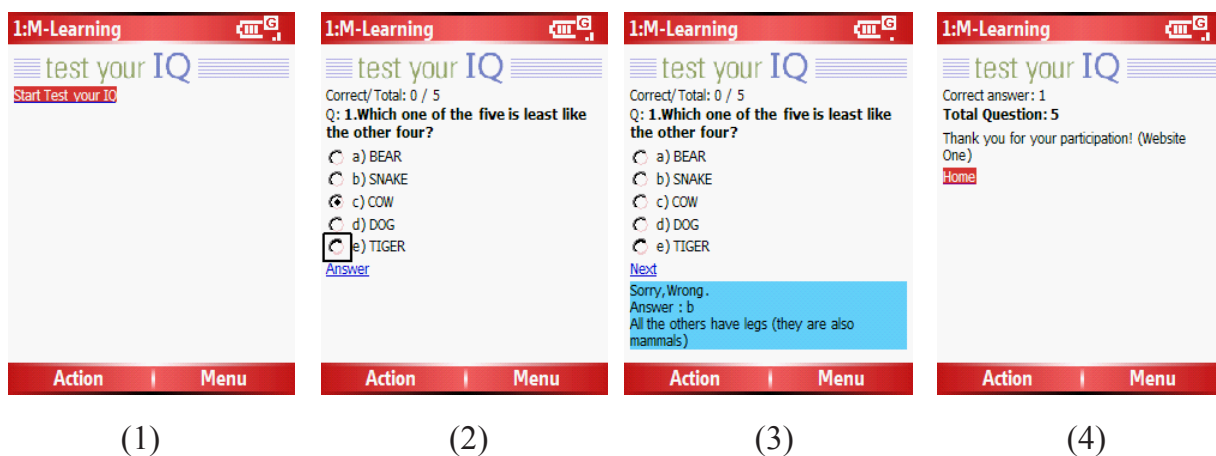 1:M-Learning
G
test your IQ
Start Test your IQ
Action
Menu
(1)
1:M-Learning
G
test your IQ
Correct/Total: 0 / 5
Q: 1.Which one of the five is least like
the other four?
a) BEAR
b) SNAKE
c) COW
d) DOG
e) TIGER
Answer
Action
Menu
(2)
1:M-Learning
G
test your IQ
Correct/Total: 0 / 5
Q: 1.Which one of the five is least like
the other four?
a) BEAR
b) SNAKE
c) COW
d) DOG
e) TIGER
Next
Sorry,Wrong.
Answer : b
All the others have legs (they are also
mammals)
Action
Menu
(3)
1:M-Learning
G
test your IQ
Correct answer: 1
Total Question: 5
Thank you for your participation! (Website
One)
Home
Action
Menu
(4)